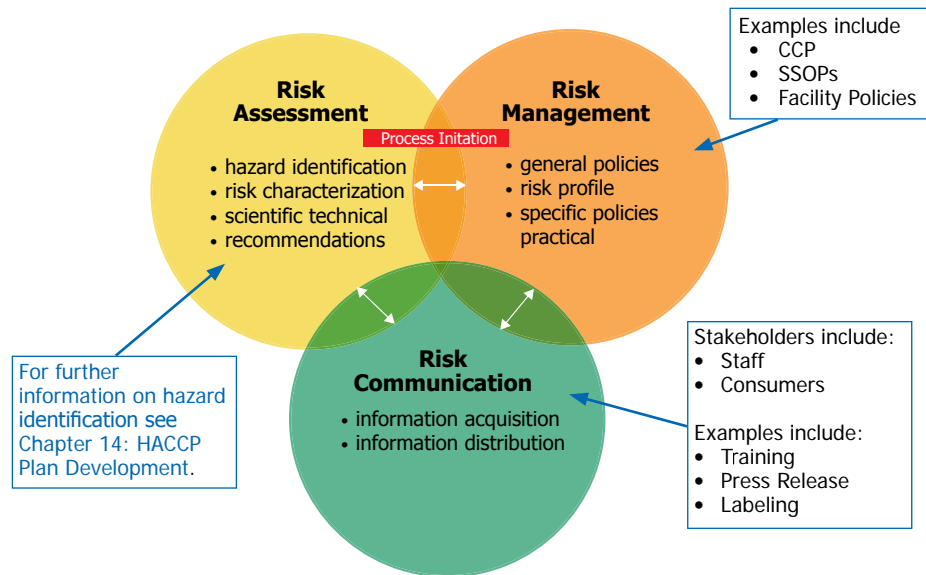 Risk
Assessment
Process Initation
• hazard identification
• risk characterization
• scientific technical
• recommendations
Risk
Management
• general policies
• risk profile
• specific policies
practical
Examples include
• CCP
• SSOPs
• Facility Policies
For further
information on hazard
identification see
Chapter 14: HACCP
Plan Development.
Risk
Communication
• information acquisition
• information distribution
Stakeholders include:
• Staff
• Consumers
Examples include:
• Training
• Press Release
• Labeling